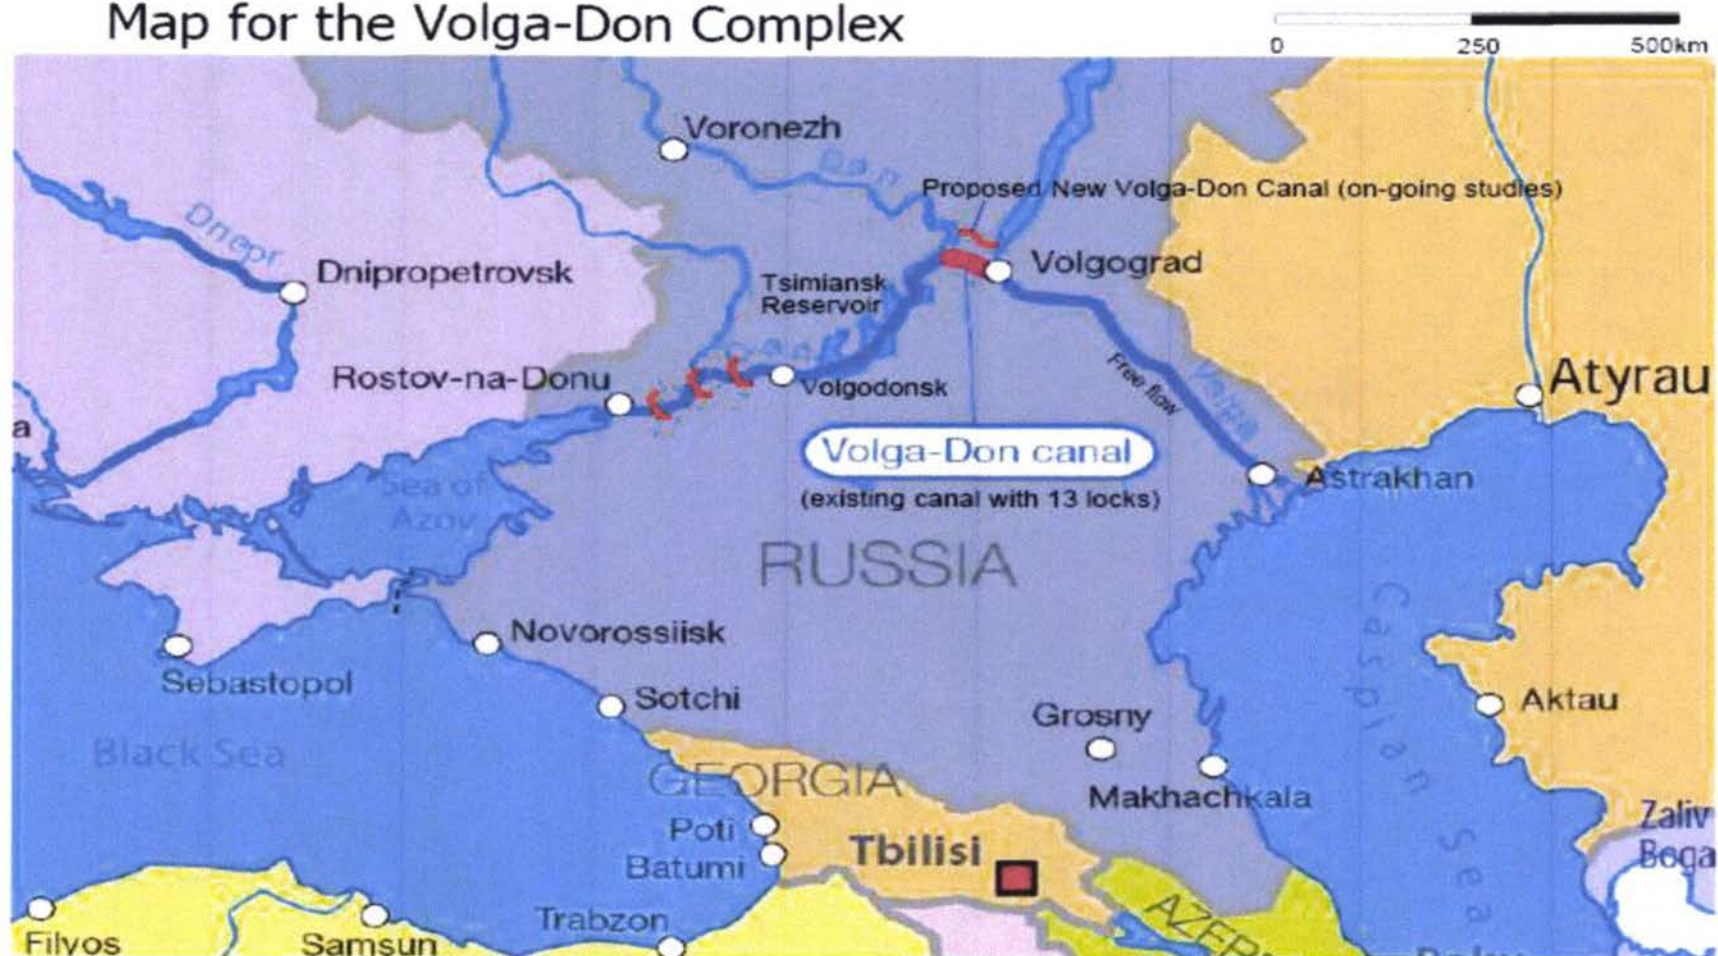 Map for the Volga-Don Complex
0 250 500km
Voronezh
Don
Proposed New Volga-Don Canal (on-going studies)
Dnepr
Dnipropetrovsk
Volgograd
Tsimiansk
Reservoir
Don
Rostov-na-Donu
Volgodonsk
Free flow
Volga
Atyrau
a
Volga-Don canal
(existing canal with 13 locks)
Astrakhan
Sea of
Azov
RUSSIA
Novorossiisk
Sebastopol
Sotchi
Grosny
Aktau
Caspian Sea
Black Sea
GEORGIA
Makhachkala
Poti
Batumi
Tbilisi
Zaliv
Boga
Trabzon
Filyos
Samsun